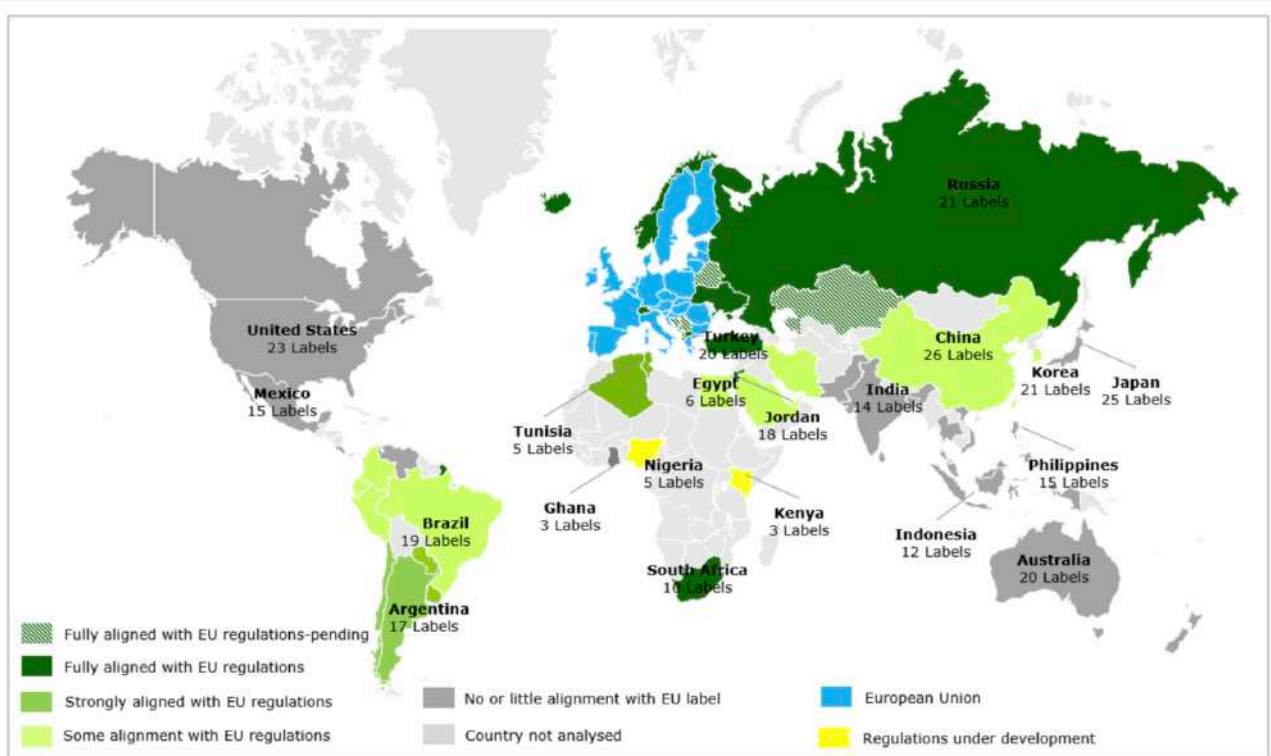 Russia
21 Labels
United States
23 Labels
Turkey
20 Labels
China
26 Labels
Korea
21 Labels
Japan
25 Labels
Mexico
15 Labels
Egypt
6 Labels
India
14 Labels
Jordan
18 Labels
Tunisia
5 Labels
Nigeria
5 Labels
Philippines
15 Labels
Ghana
3 Labels
Kenya
3 Labels
Brazil
19 Labels
Indonesia
12 Labels
South Africa
10 Labels
Australia
20 Labels
Argentina
17 Labels
Fully aligned with EU regulations-pending
Fully aligned with EU regulations
Strongly aligned with EU regulations
Some alignment with EU regulations
No or little alignment with EU label
Country not analysed
European Union
Regulations under development